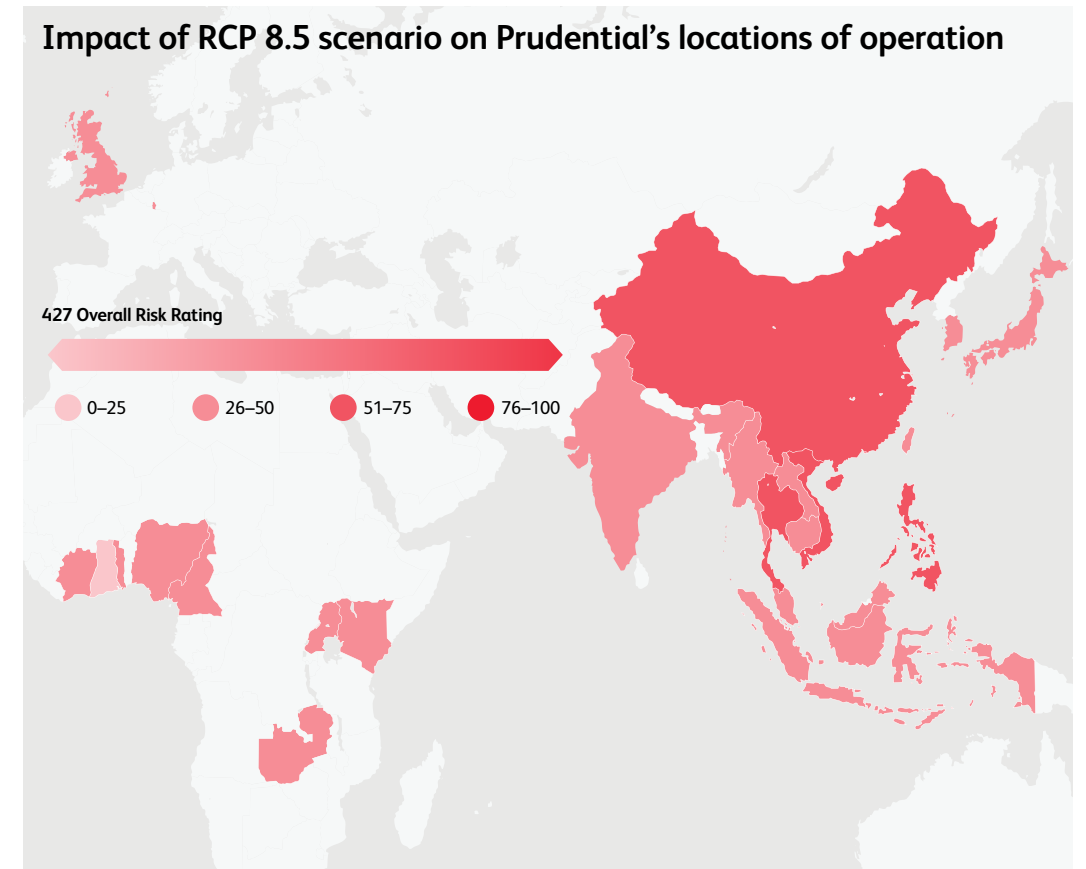 Impact of RCP 8.5 scenario on Prudential’s locations of operation
427 Overall Risk Rating
0–25
26–50
51–75
76–100